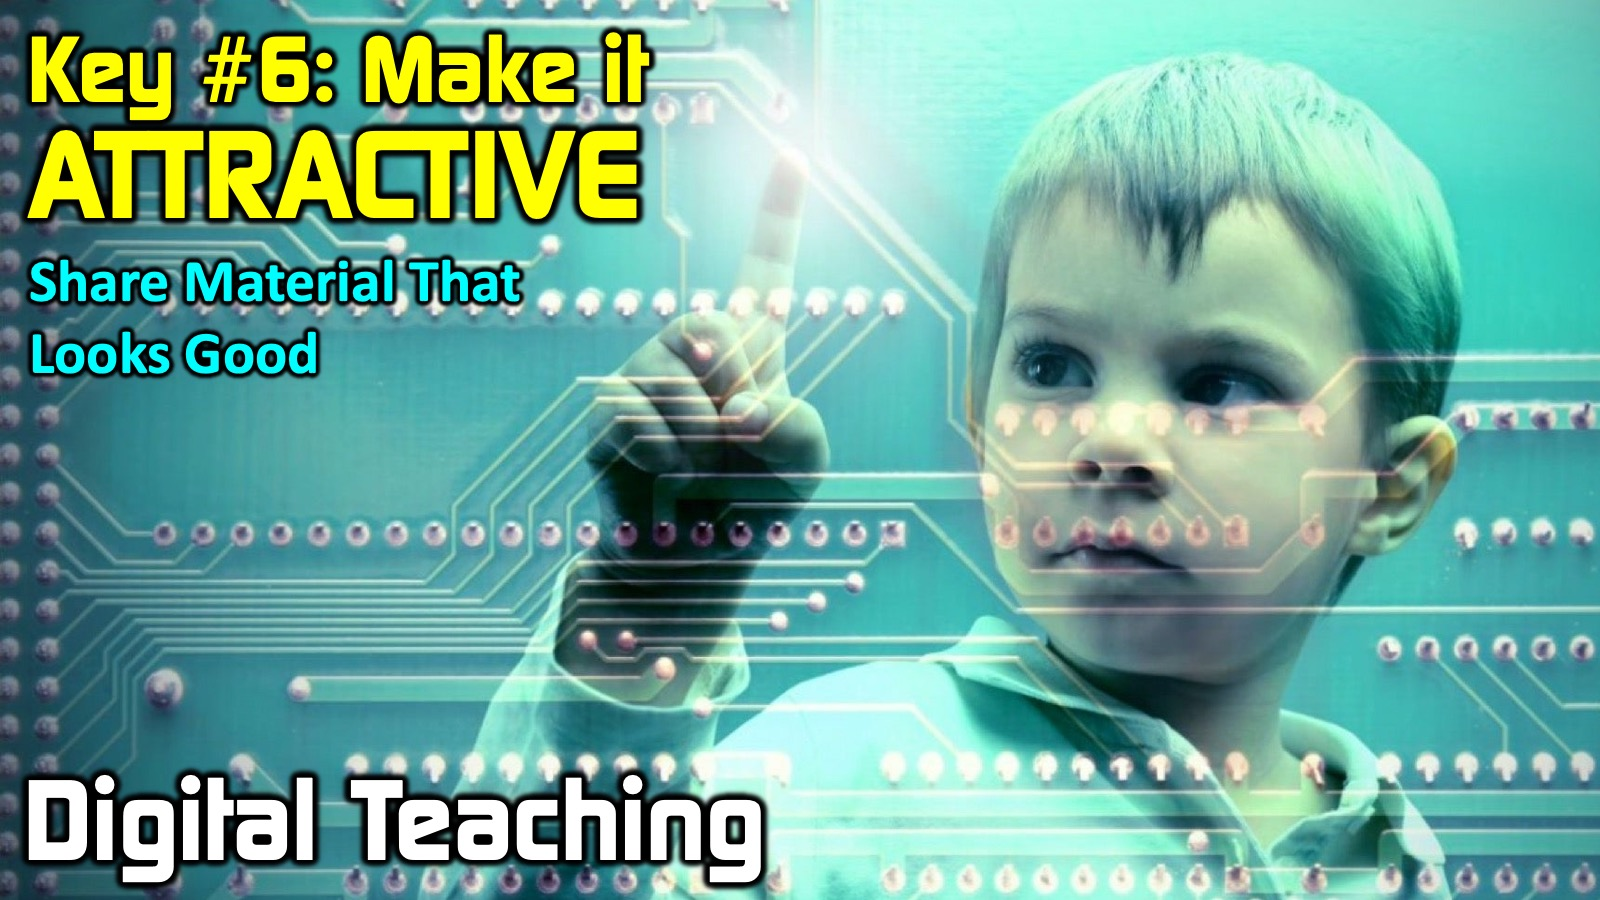 Key #6: Make it
ATTRACTIVE
Share Material That
Looks Good
Digital Teaching